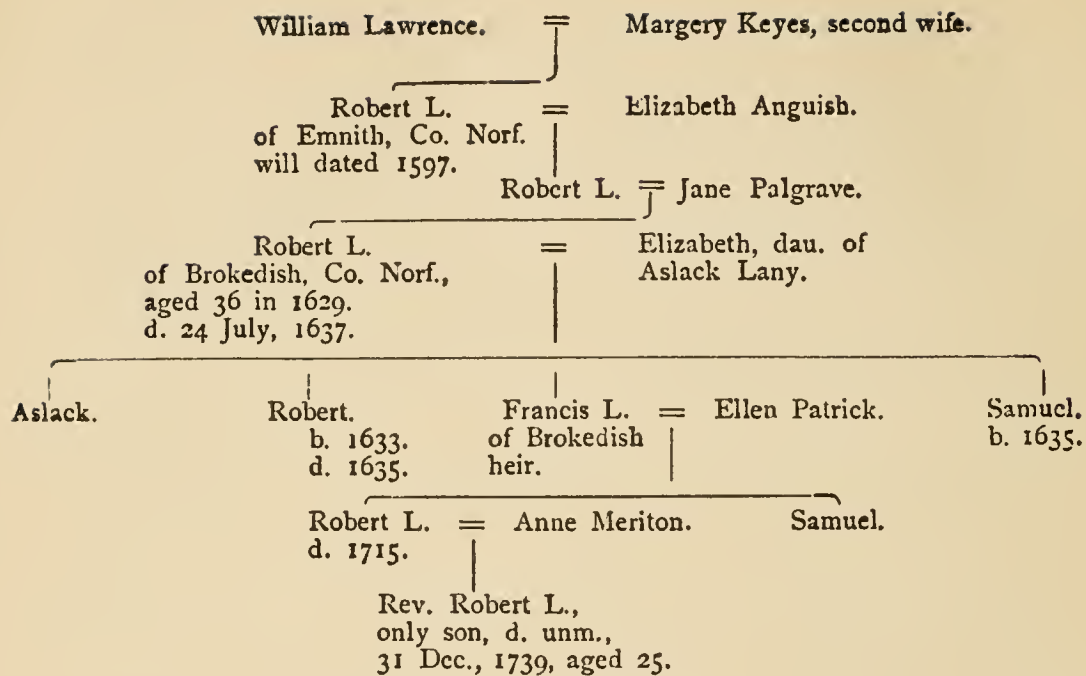 William Lawrence. = Margery Keyes, second wife.
Robert L. = Elizabeth Anguish.
of Emnith, Co. Norf.
will dated 1597.
Robert L. = Jane Palgrave.
Robert L. = Elizabeth, dau. of
of Brokedish, Co. Norf., Aslack Lany.
aged 36 in 1629.
d. 24 July, 1637.
Aslack. Robert. Francis L. = Ellen Patrick. Samuel.
b. 1633. of Brokedish b. 1635.
d. 1635. heir.
Robert L. = Anne Meriton. Samuel.
d. 1715.
Rev. Robert L.,
only son, d. unm.,
31 Dec., 1739, aged 25.